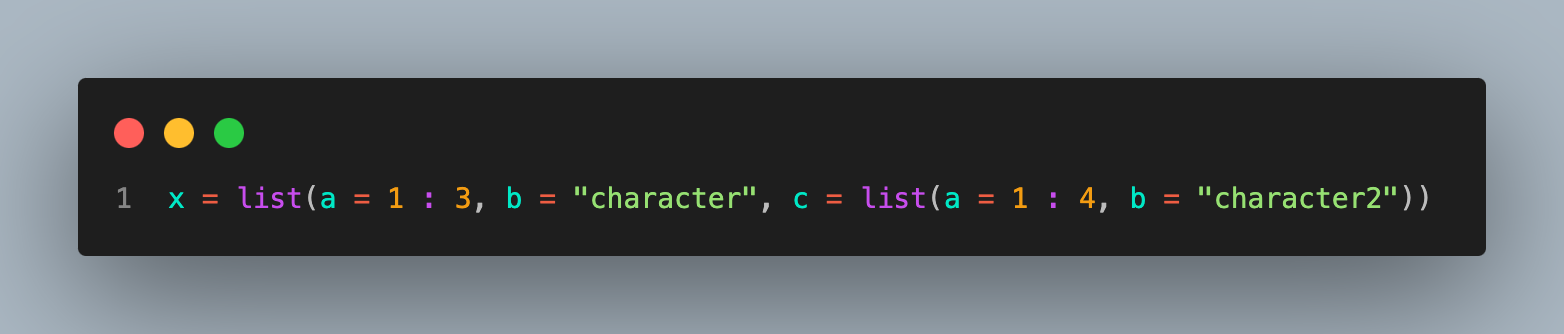 1 x = list(a = 1 : 3, b = "character", c = list(a = 1 : 4, b = "character2"))